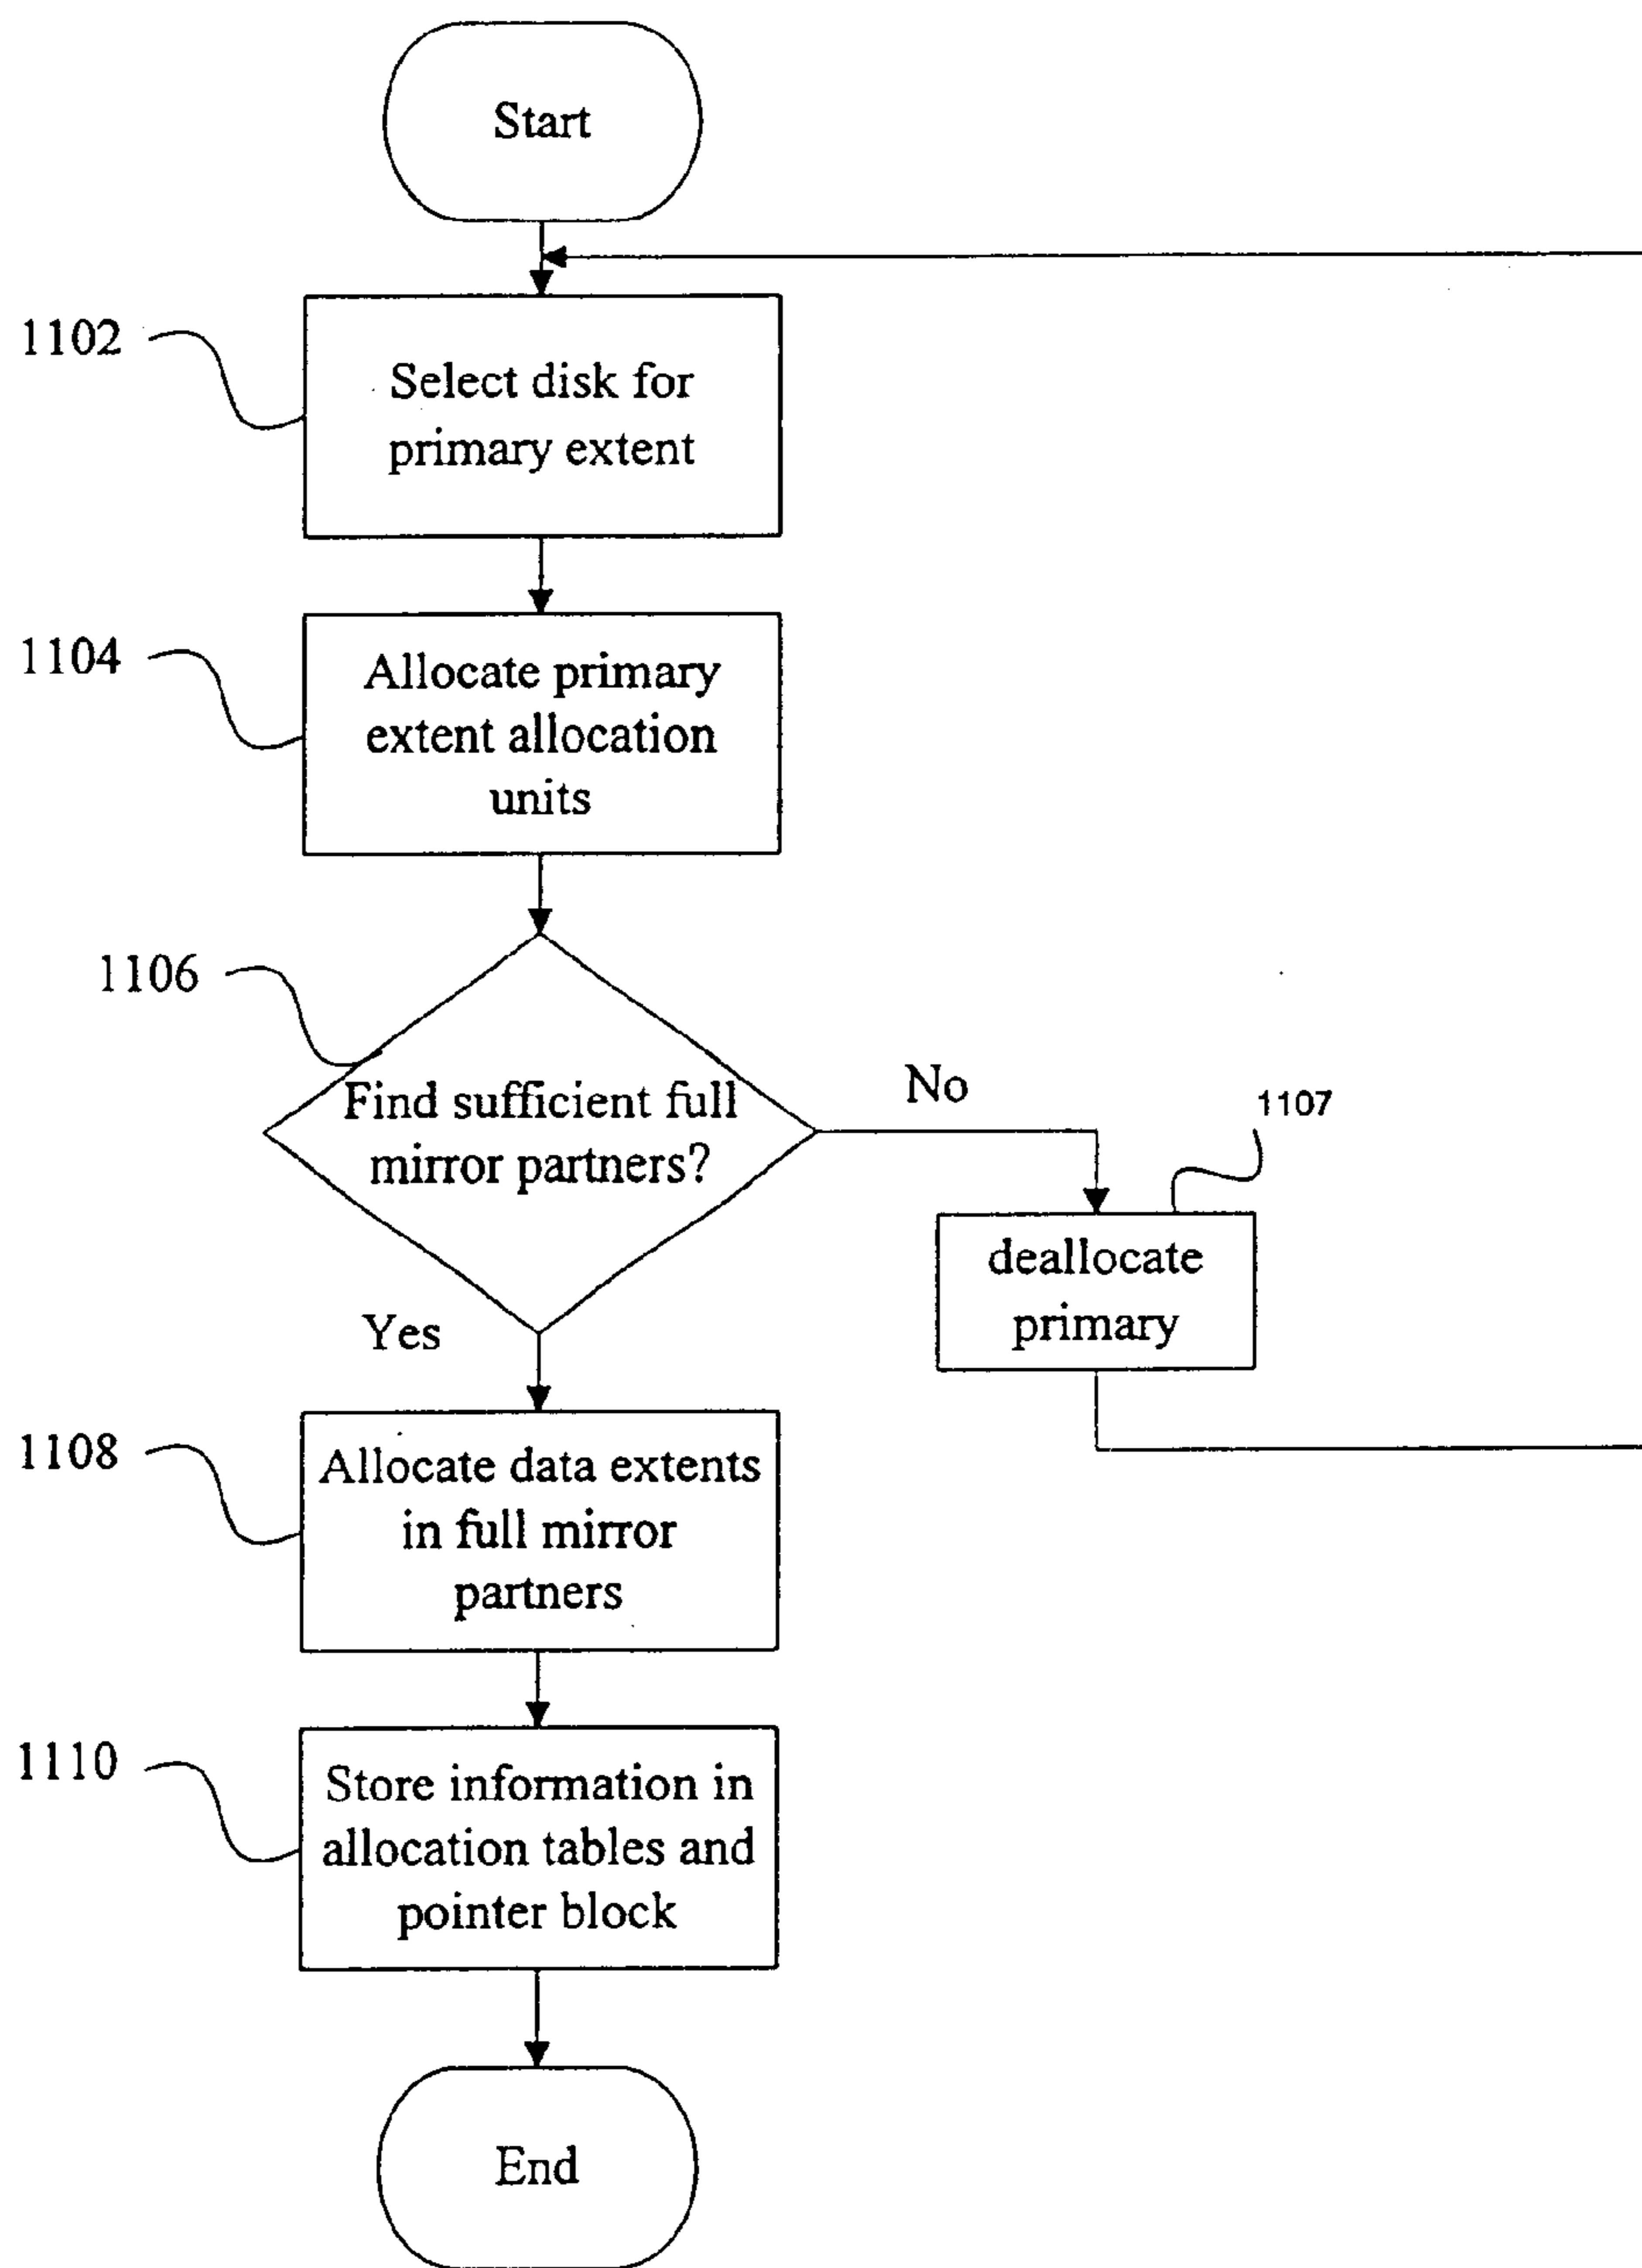 Start
1102
Select disk for
primary extent
1104
Allocate primary
extent allocation
units
1106
Find sufficient full
mirror partners?
No
1107
deallocate
primary
Yes
1108
Allocate data extents
in full mirror
partners
1110
Store information in
allocation tables and
pointer block
End